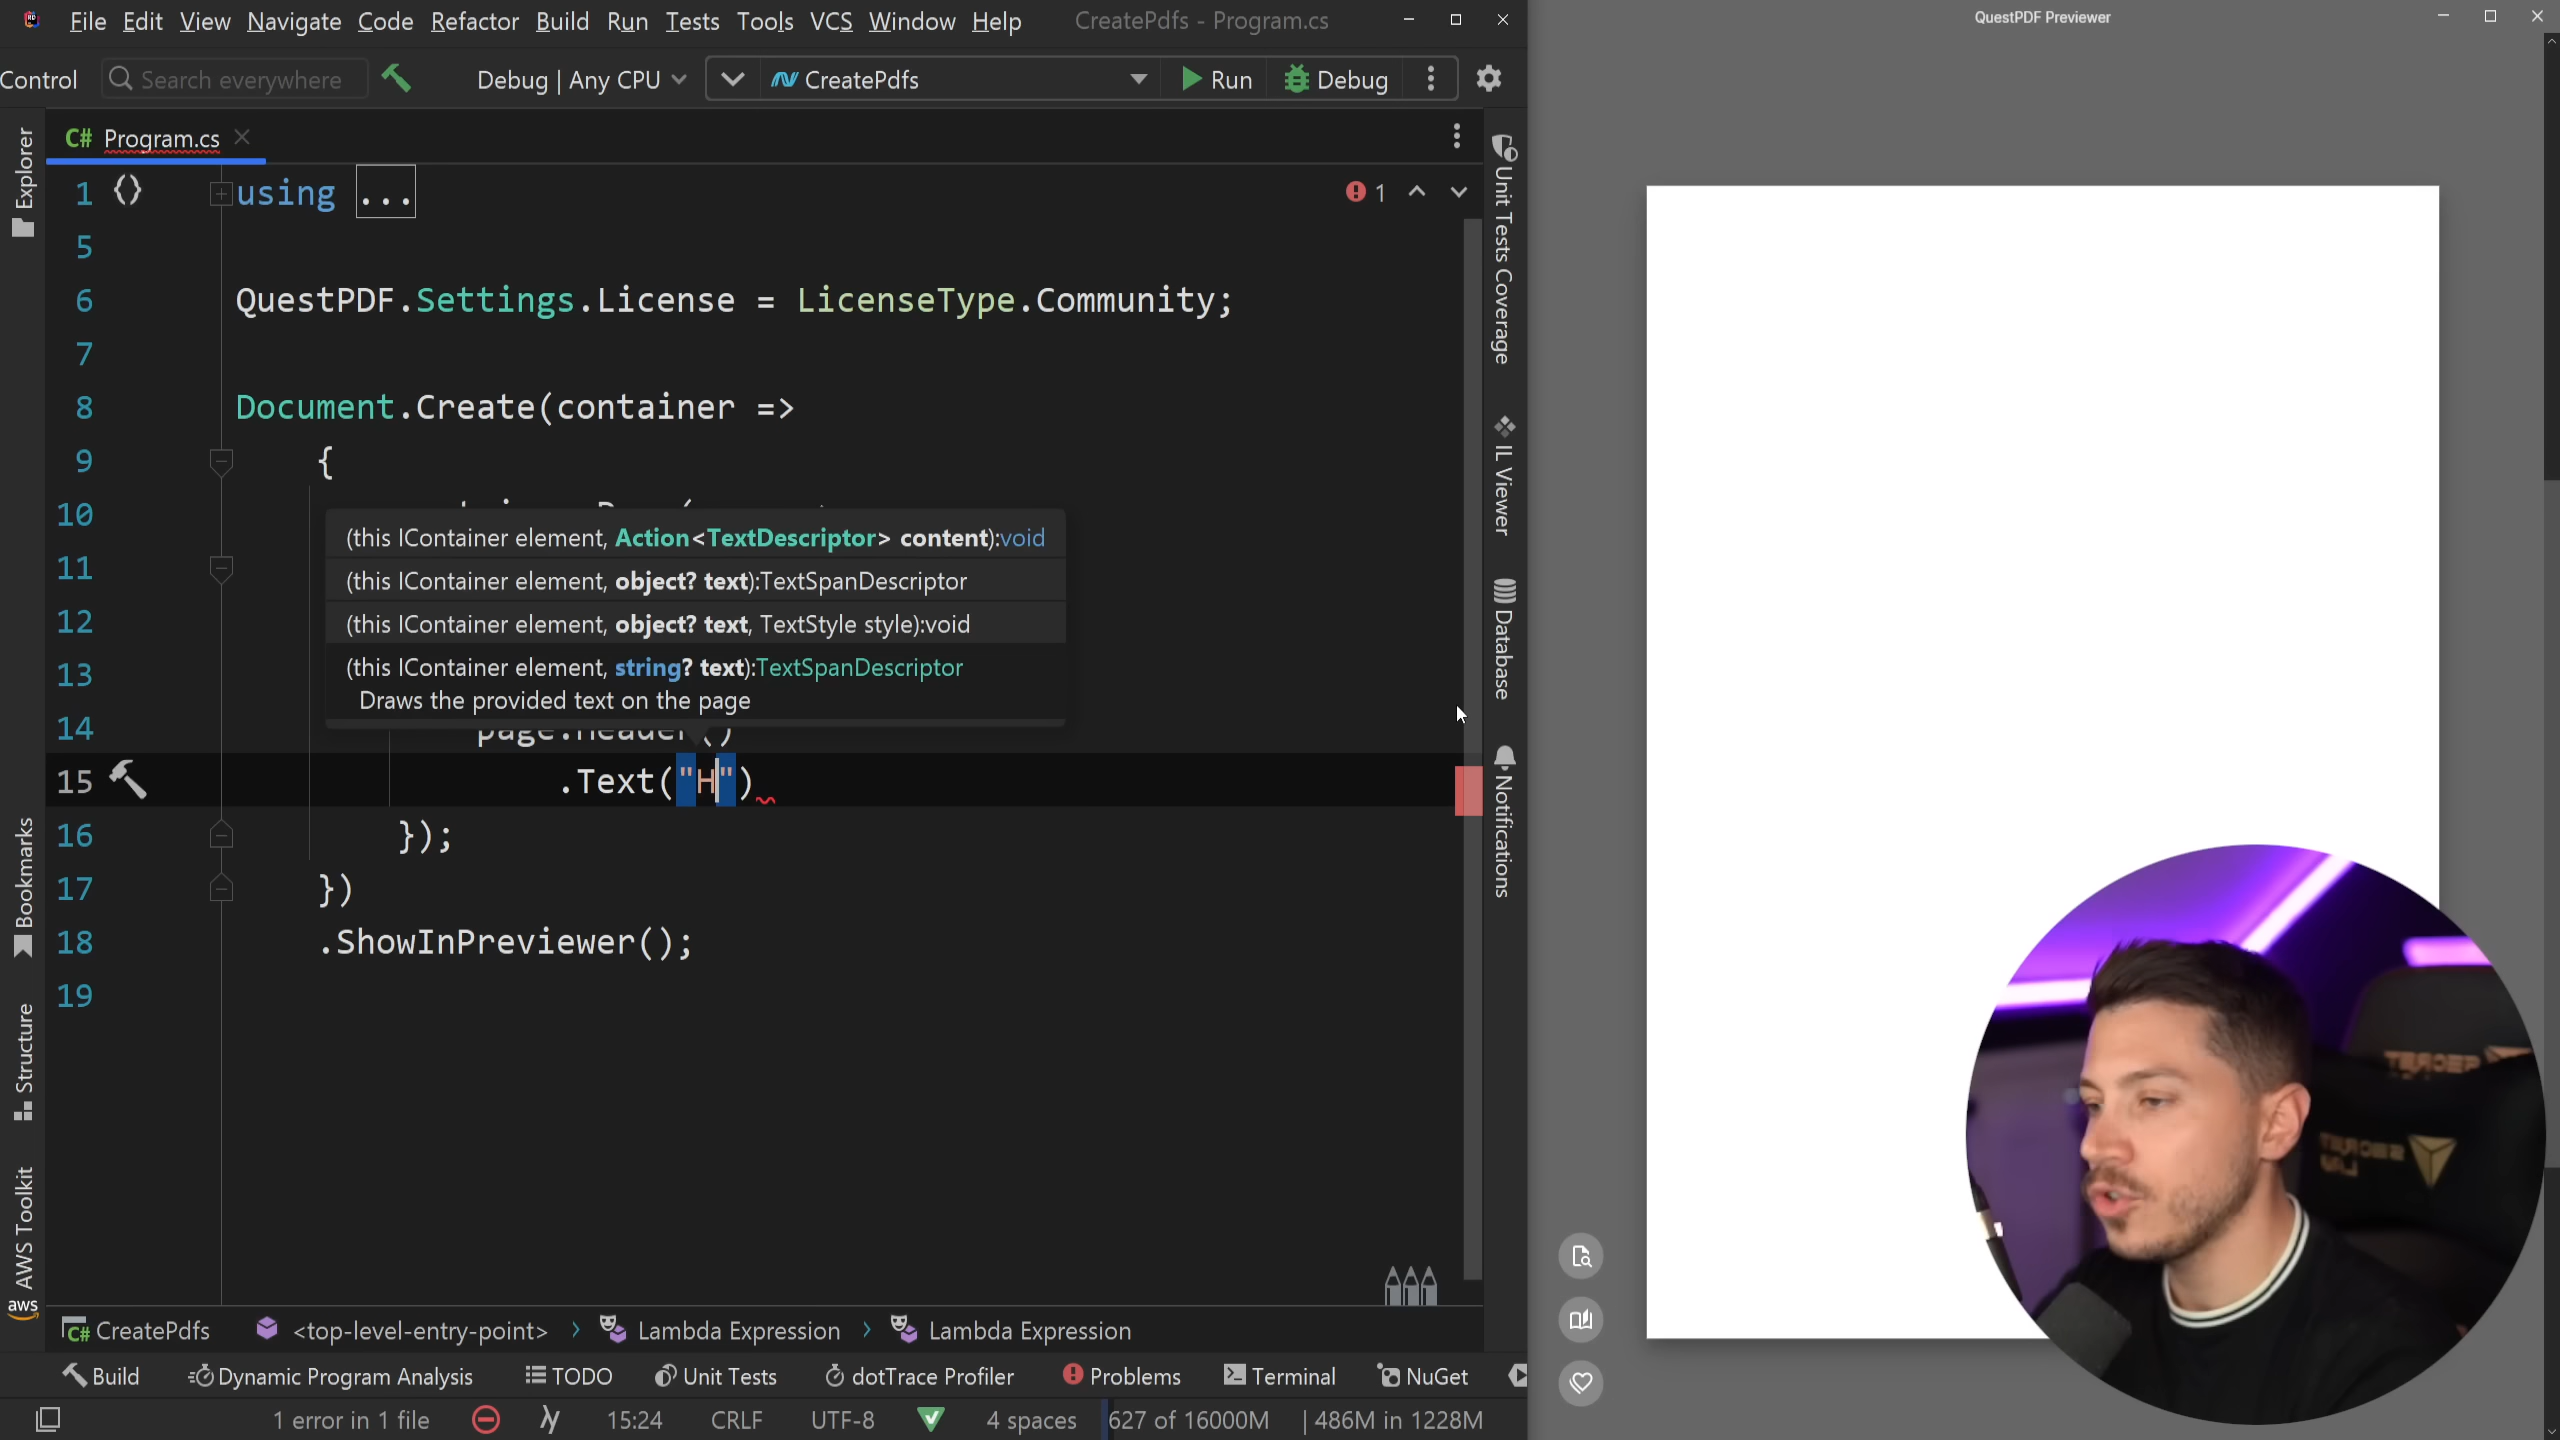 File Edit View Navigate Code Refactor Build Run Tests Tools VCS Window Help CreatePdfs - Program.cs
QuestPDF Previewer
Control Search everywhere Debug | Any CPU CreatePdfs Run Debug
C# Program.cs
Explorer
Bookmarks
Structure
AWS Toolkit
aws
1 {} using ...
1
5
6 QuestPDF.Settings.License = LicenseType.Community;
7
8 Document.Create(container =>
9 {
10
11
12
13
14 page.Header()
15 .Text("H")
16 });
17 })
18 .ShowInPreviewer();
19
(this IContainer element, Action<TextDescriptor> content):void
(this IContainer element, object? text):TextSpanDescriptor
(this IContainer element, object? text, TextStyle style):void
(this IContainer element, string? text):TextSpanDescriptor
Draws the provided text on the page
Unit Tests Coverage
IL Viewer
Database
Notifications
C# CreatePdfs <top-level-entry-point> › Lambda Expression › Lambda Expression
Build Dynamic Program Analysis TODO Unit Tests dotTrace Profiler Problems Terminal NuGet
1 error in 1 file 15:24 CRLF UTF-8 4 spaces 627 of 16000M | 486M in 1228M